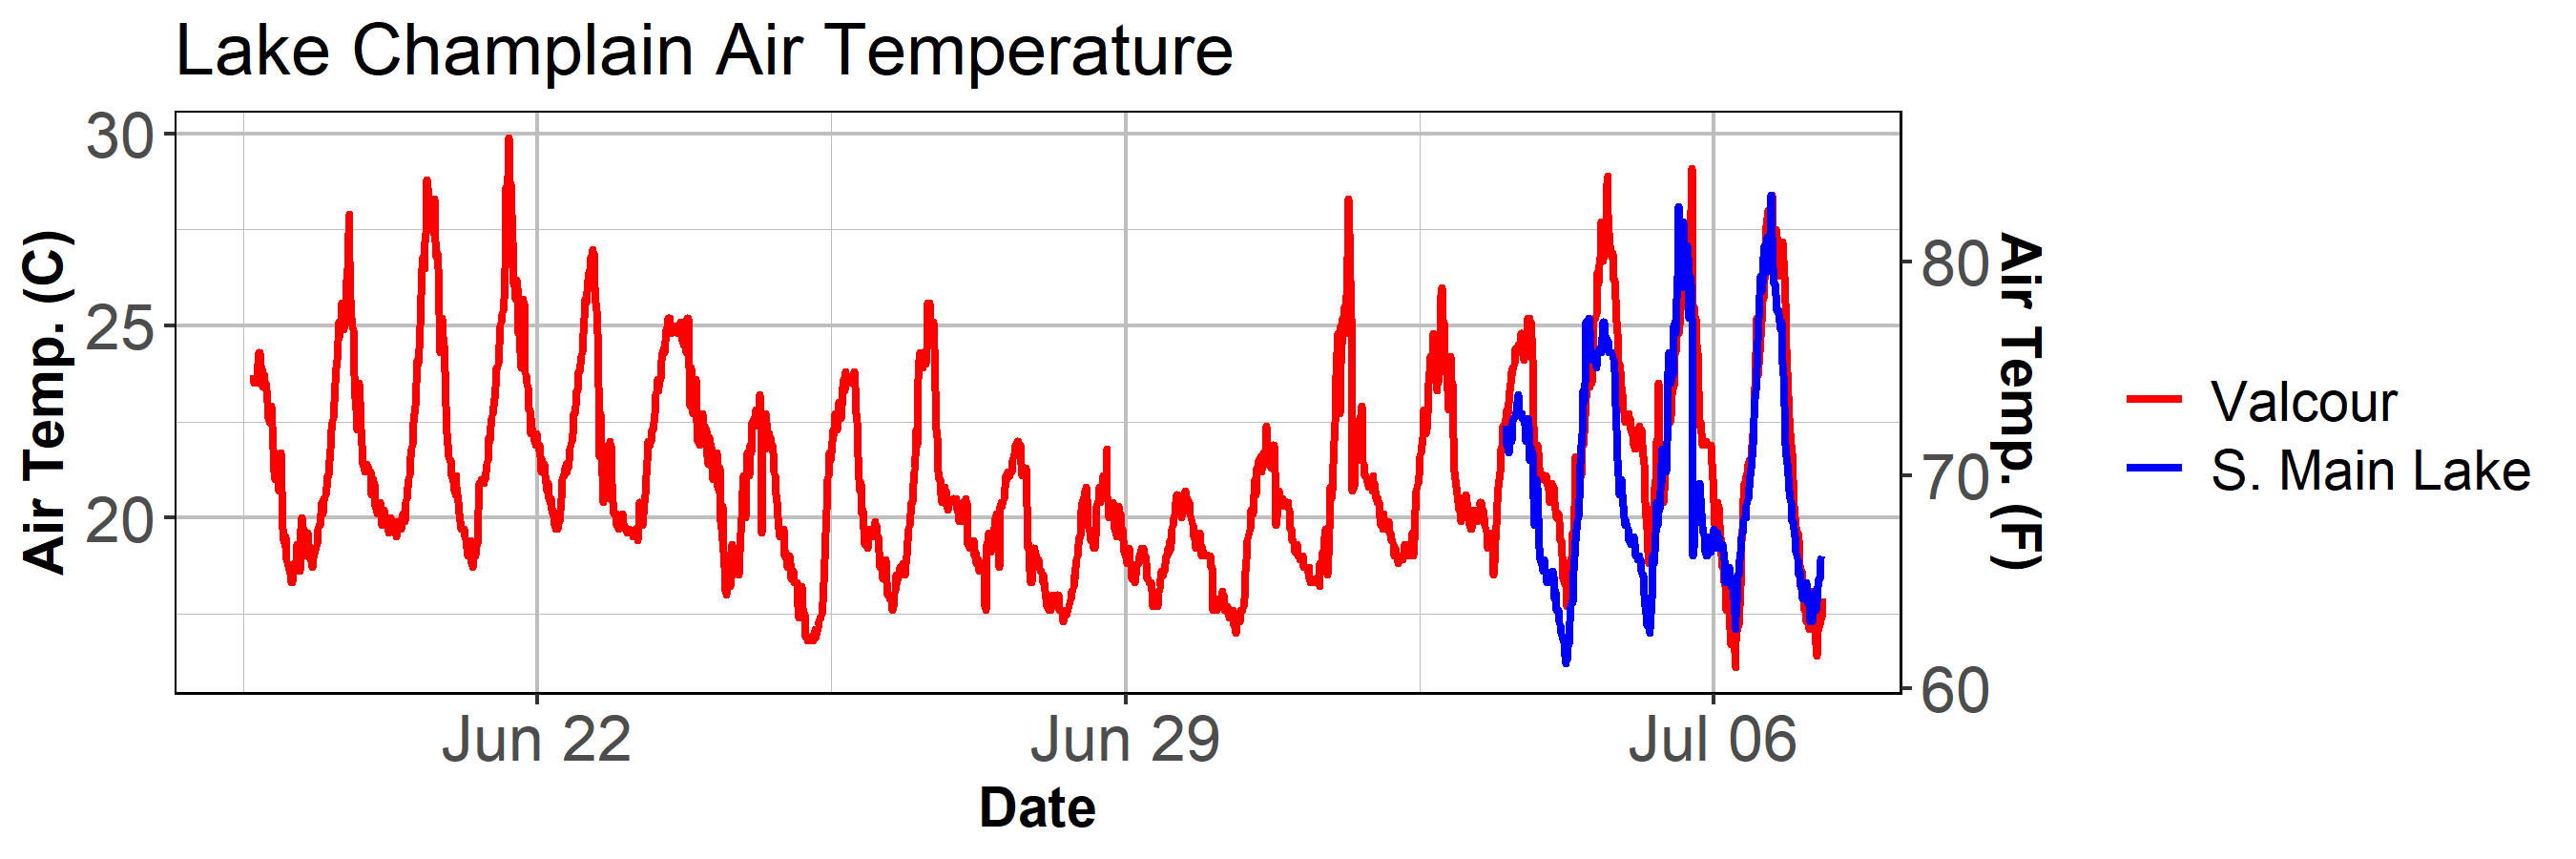 Lake Champlain Air Temperature
Air Temp. (C)
30
25
20
Air Temp. (F)
80
70
60
Jun 22
Jun 29
Jul 06
Date
Valcour
S. Main Lake